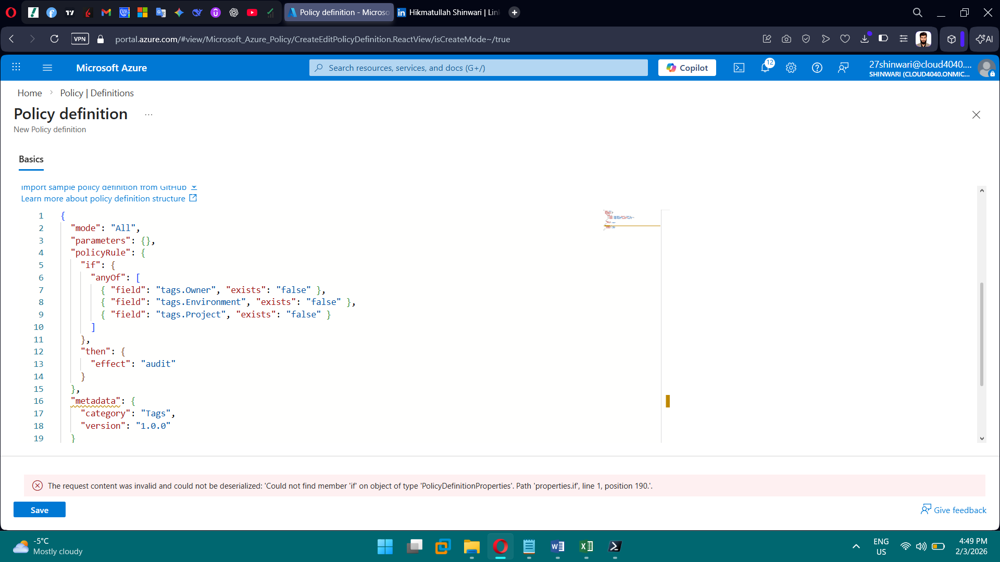 Policy definition - Microso
Hikmatullah Shinwari | Lin
VPN
portal.azure.com/#view/Microsoft_Azure_Policy/CreateEditPolicyDefinition.ReactView/isCreateMode~/true
AI
Microsoft Azure
Search resources, services, and docs (G+/)
Copilot
12
27shinwari@cloud4040....
SHINWARI (CLOUD4040.ONMIC...
Home > Policy | Definitions
Policy definition ...
New Policy definition
Basics
Import sample policy definition from GitHub
Learn more about policy definition structure
1 {
2 "mode": "All",
3 "parameters": {},
4 "policyRule": {
5 "if": {
6 "anyOf": [
7 { "field": "tags.Owner", "exists": "false" },
8 { "field": "tags.Environment", "exists": "false" },
9 { "field": "tags.Project", "exists": "false" }
10 ]
11 },
12 "then": {
13 "effect": "audit"
14 }
15 },
16 "metadata": {
17 "category": "Tags",
18 "version": "1.0.0"
19 }
The request content was invalid and could not be deserialized: 'Could not find member 'if' on object of type 'PolicyDefinitionProperties'. Path 'properties.if', line 1, position 190.'.
Save
Give feedback
-5°C
Mostly cloudy
ENG
US
4:49 PM
2/3/2026